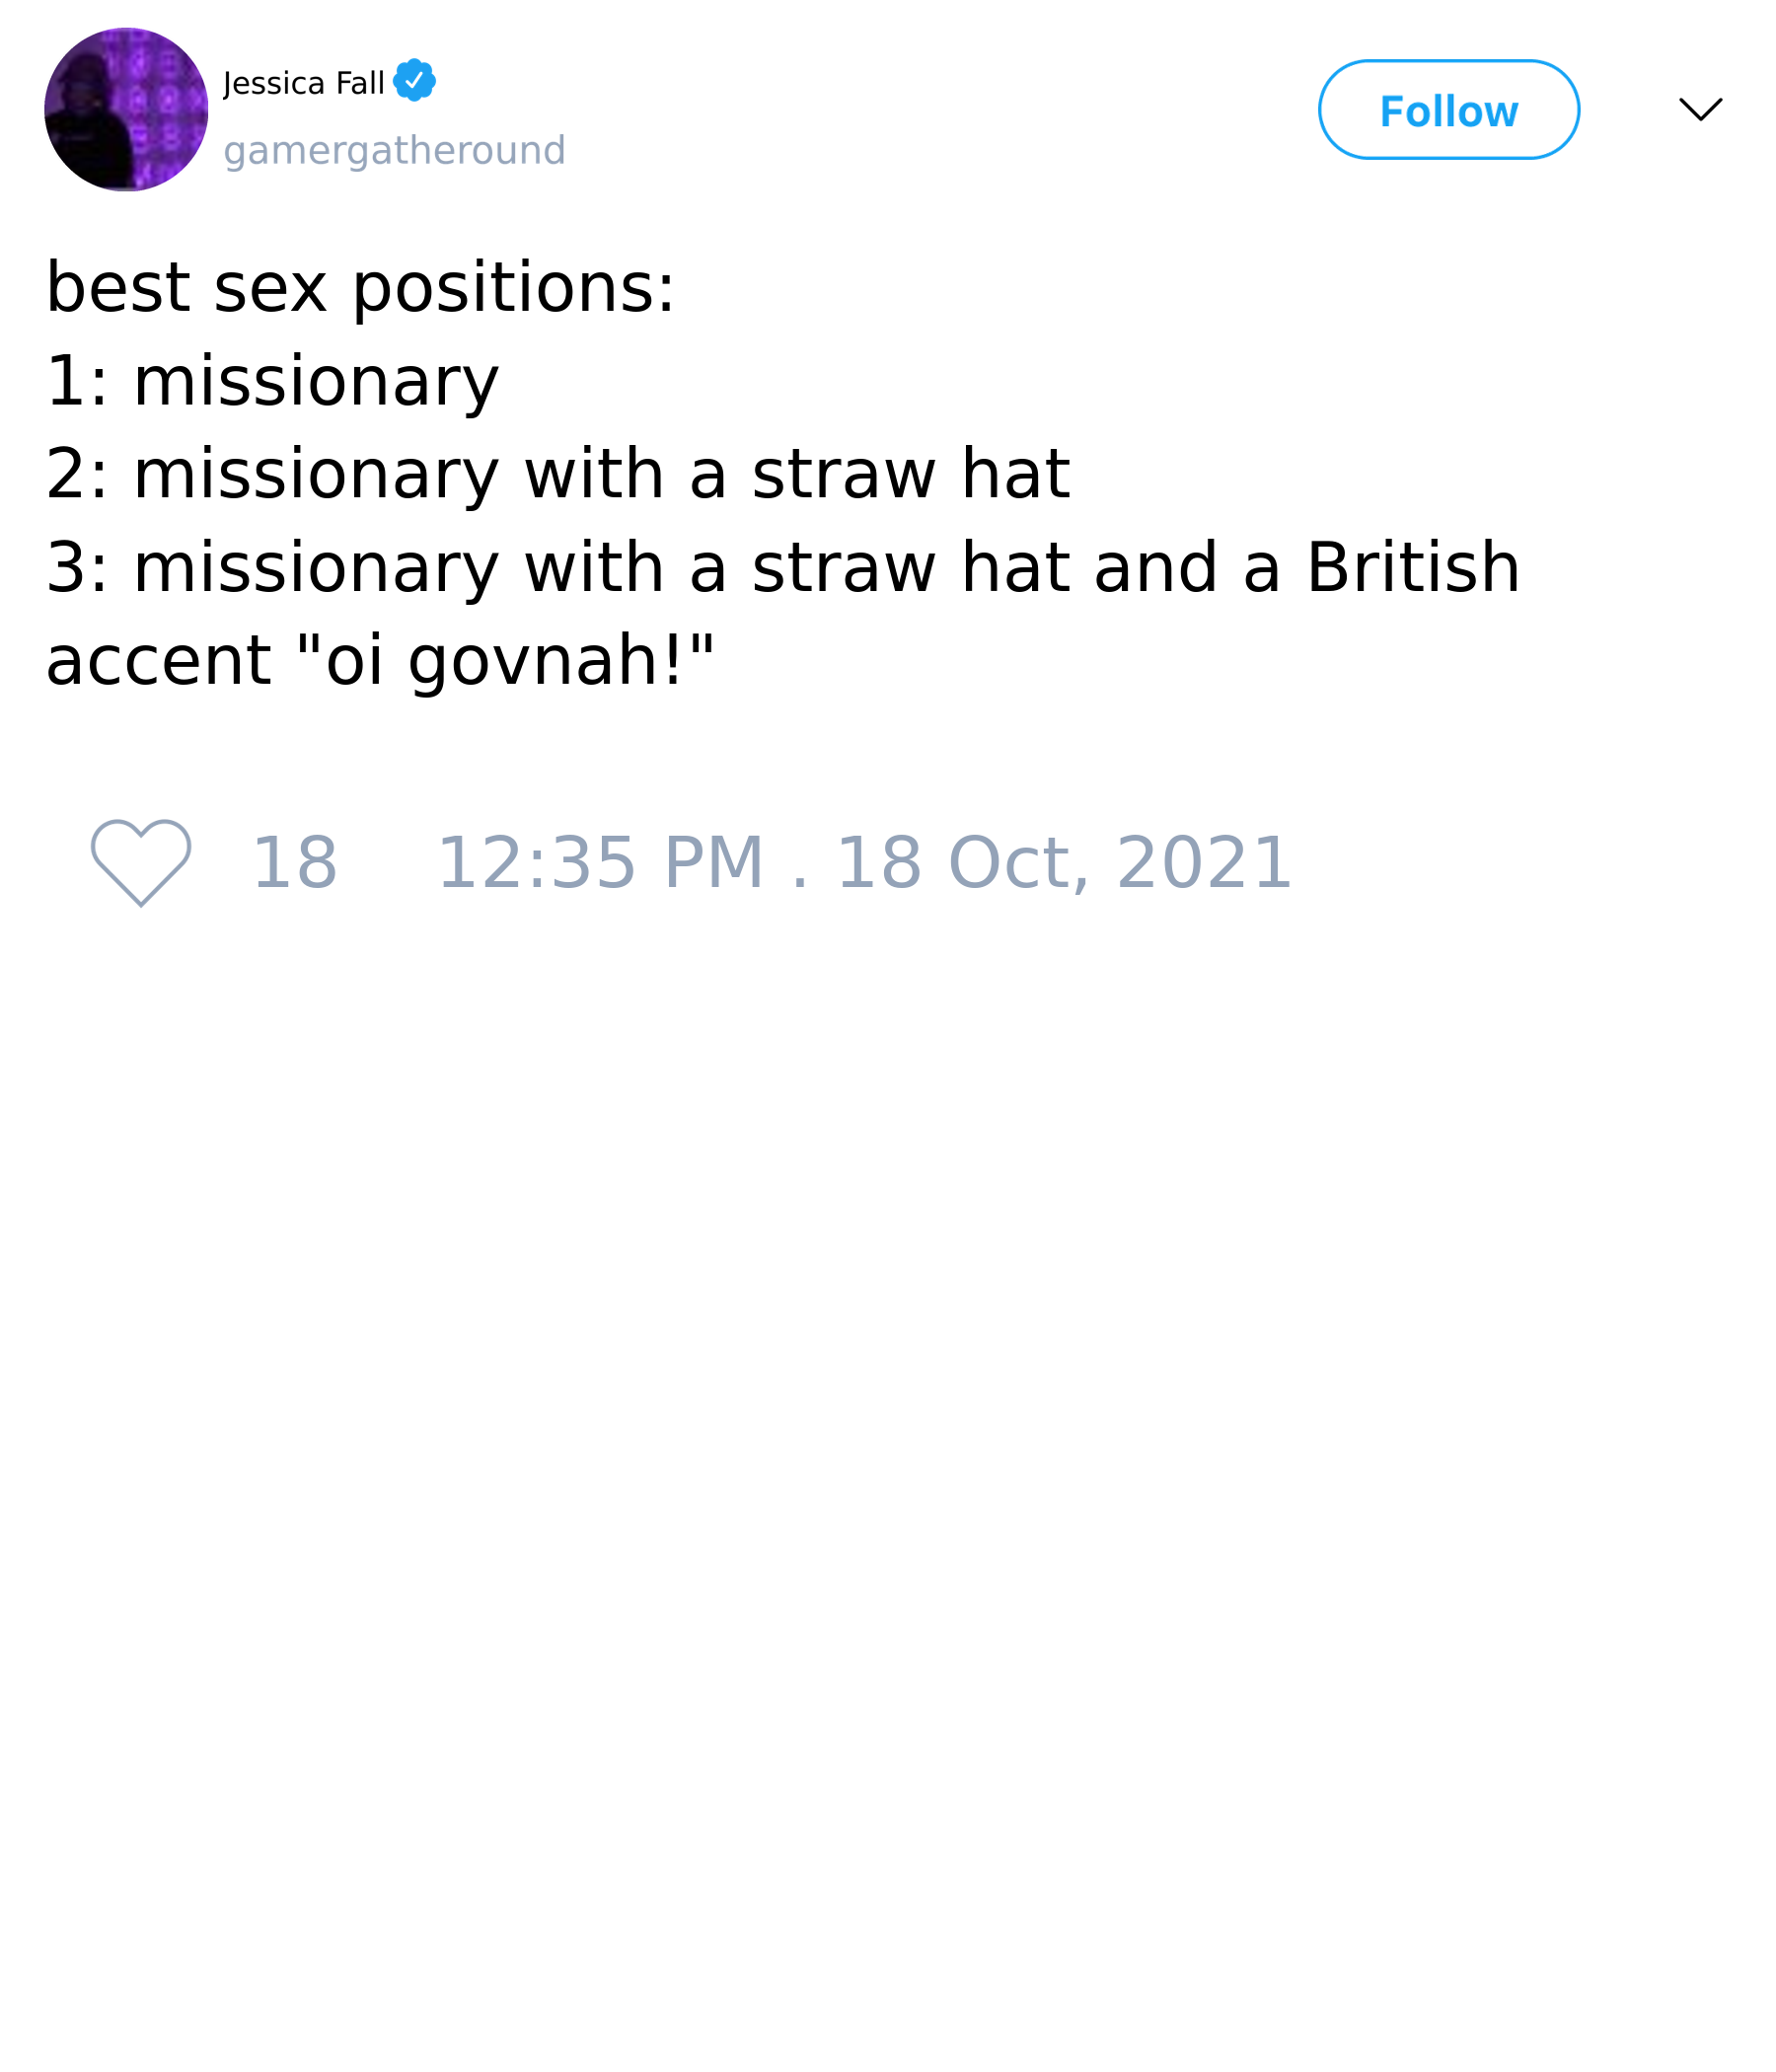 Jessica Fall
gamergatheround
Follow
best sex positions:
1: missionary
2: missionary with a straw hat
3: missionary with a straw hat and a British
accent "oi govnah!"
18 12:35 PM . 18 Oct, 2021